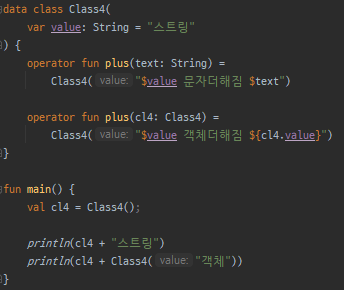 data class Class4(
var value: String = "스트링"
) {
operator fun plus(text: String) =
Class4( value: "$value 문자더해짐 $text")
operator fun plus(cl4: Class4) =
Class4( value: "$value 객체더해짐 ${cl4.value}")
}
fun main() {
val cl4 = Class4();
println(cl4 + "스트링")
println(cl4 + Class4( value: "객체"))
}